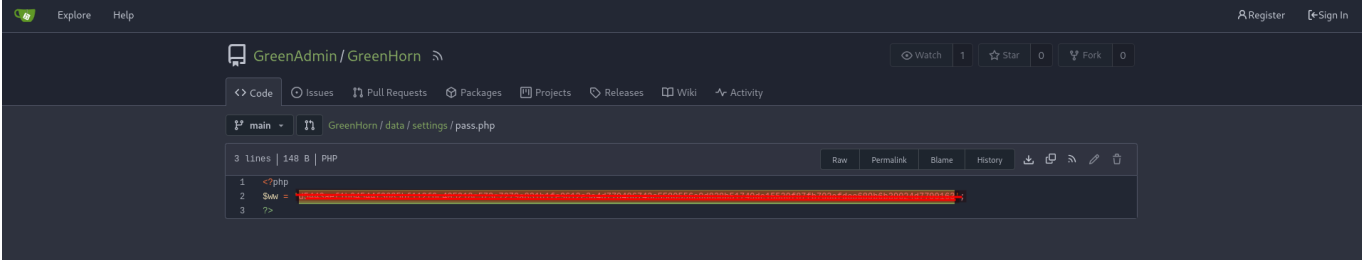 Explore Help Register Sign In
GreenAdmin / GreenHorn Watch 1 Star 0 Fork 0
<> Code Issues Pull Requests Packages Projects Releases Wiki Activity
main GreenHorn / data / settings / pass.php
3 lines | 148 B | PHP Raw Permalink Blame History
1 <?php
2 $ww =
3 ?>